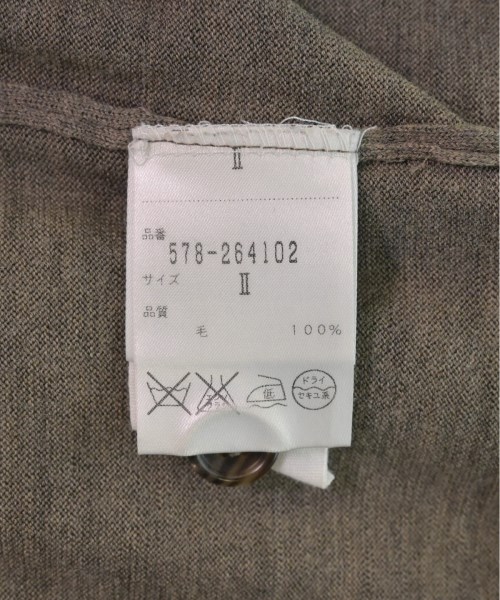 II
品番
578-264102
サイズ
II
品質
毛 100%
低
ドライ
セキユ系